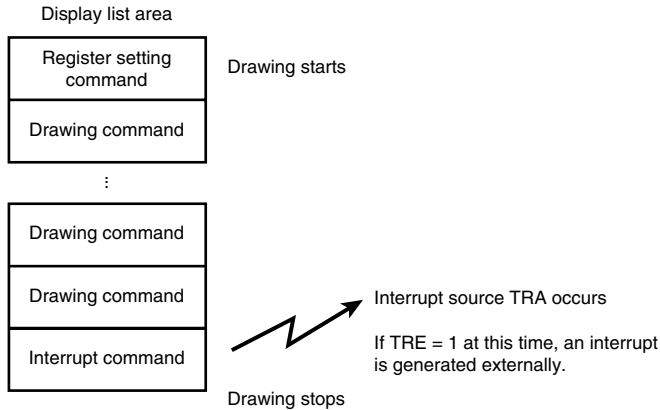 Display list area
Register setting
command
Drawing starts
Drawing command
...
Drawing command
Drawing command
Interrupt command
Interrupt source TRA occurs
If TRE = 1 at this time, an interrupt
is generated externally.
Drawing stops